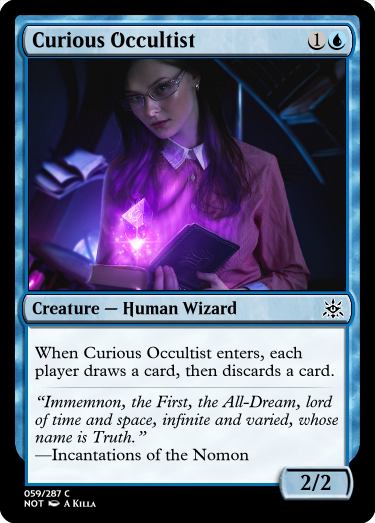 Curious Occultist 1
Creature — Human Wizard
When Curious Occultist enters, each
player draws a card, then discards a card.
“Immemnon, the First, the All-Dream, lord
of time and space, infinite and varied, whose
name is Truth.”
—Incantations of the Nomon
2/2
059/287 C
NOT A KILLA